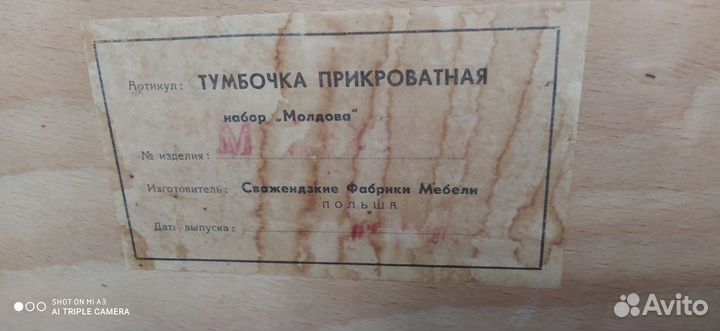 Артикул: ТУМБОЧКА ПРИКРОВАТНАЯ
набор „Молдова"
№ изделия: М
Изготовитель: Сважендзкие Фабрики Мебели
ПОЛЬША
Дата выпуска:
SHOT ON MI A3
AI TRIPLE CAMERA
Avito